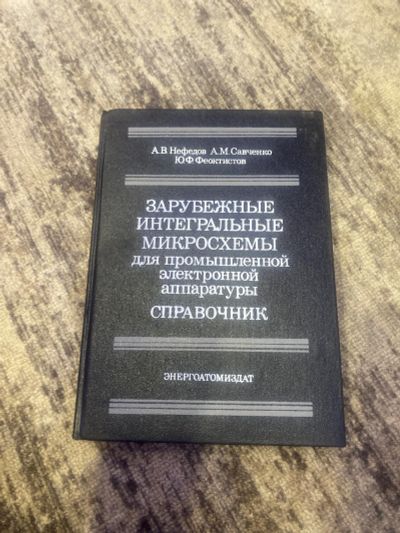 А.В Нефедов А.М Савченко
Ю.Ф Феоктистов
ЗАРУБЕЖНЫЕ
ИНТЕГРАЛЬНЫЕ
МИКРОСХЕМЫ
для промышленной
электронной
аппаратуры
СПРАВОЧНИК
ЭНЕРГОАТОМИЗДАТ